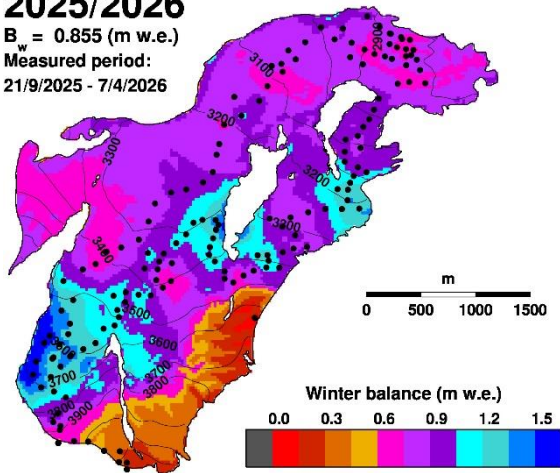 2025/2026
B_w = 0.855 (m w.e.)
Measured period:
21/9/2025 - 7/4/2026
2900
3100
3200
3300
3200
3300
3400
3500
3600
3600
3700
3700
3800
3800
3900
m
0 500 1000 1500
Winter balance (m w.e.)
0.0 0.3 0.6 0.9 1.2 1.5